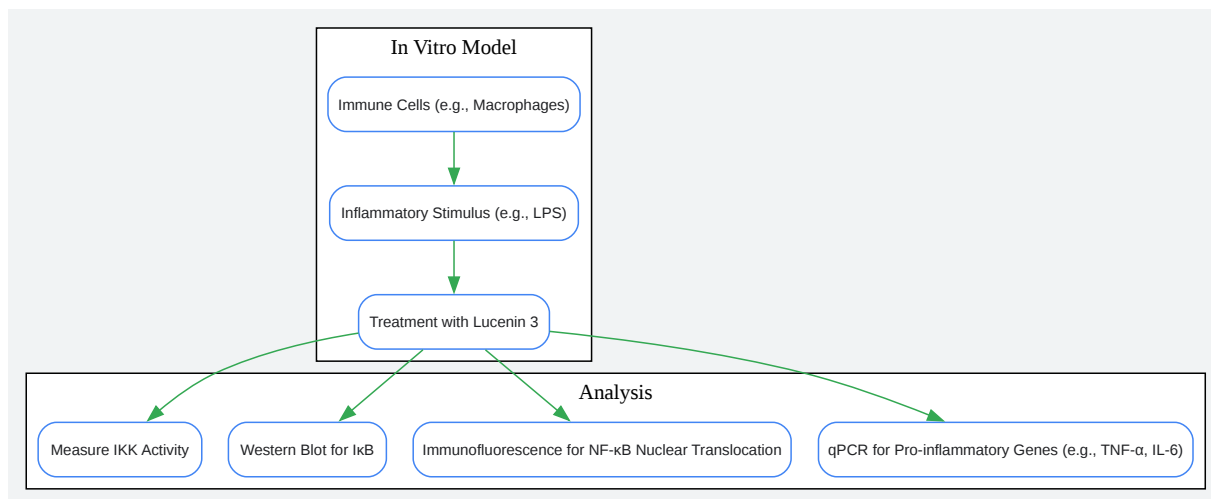 In Vitro Model
Immune Cells (e.g., Macrophages)
Inflammatory Stimulus (e.g., LPS)
Treatment with Lucenin 3
Analysis
Measure IKK Activity
Western Blot for IκB
Immunofluorescence for NF-κB Nuclear Translocation
qPCR for Pro-inflammatory Genes (e.g., TNF-α, IL-6)